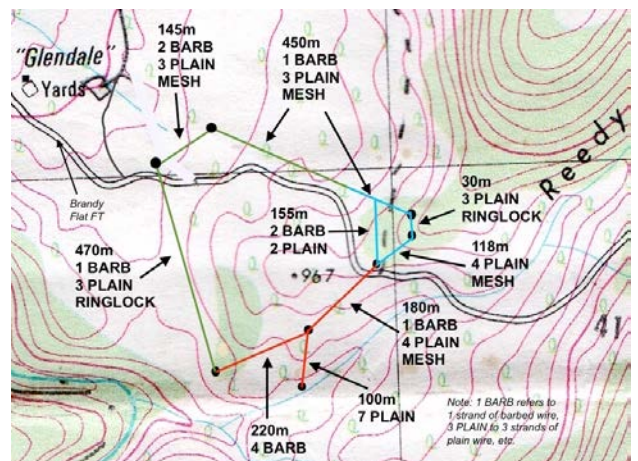 145m
2 BARB
3 PLAIN
MESH
450m
1 BARB
3 PLAIN
MESH
"Glendale"
Yards
Reedy
30m
3 PLAIN
RINGLOCK
Brandy
Flat FT
155m
2 BARB
2 PLAIN
118m
4 PLAIN
MESH
470m
1 BARB
3 PLAIN
RINGLOCK
967
180m
1 BARB
4 PLAIN
MESH
100m
7 PLAIN
220m
4 BARB
Note: 1 BARB refers to
1 strand of barbed wire,
3 PLAIN to 3 strands of
plain wire, etc.